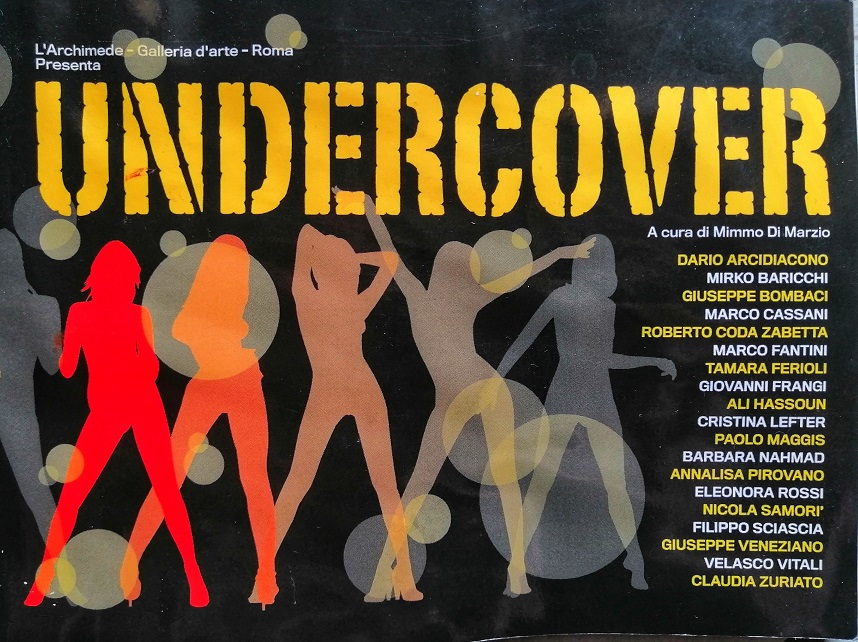 L'Archimede - Galleria d'arte - Roma
Presenta
UNDERCOVER
A cura di Mimmo Di Marzio
DARIO ARCIDIACONO
MIRKO BARICCHI
GIUSEPPE BOMBACI
MARCO CASSANI
ROBERTO CODA ZABETTA
MARCO FANTINI
TAMARA FERIOLI
GIOVANNI FRANGI
ALI HASSOUN
CRISTINA LEFTER
PAOLO MAGGIS
BARBARA NAHMAD
ANNALISA PIROVANO
ELEONORA ROSSI
NICOLA SAMORI'
FILIPPO SCIASCIA
GIUSEPPE VENEZIANO
VELASCO VITALI
CLAUDIA ZURIATO